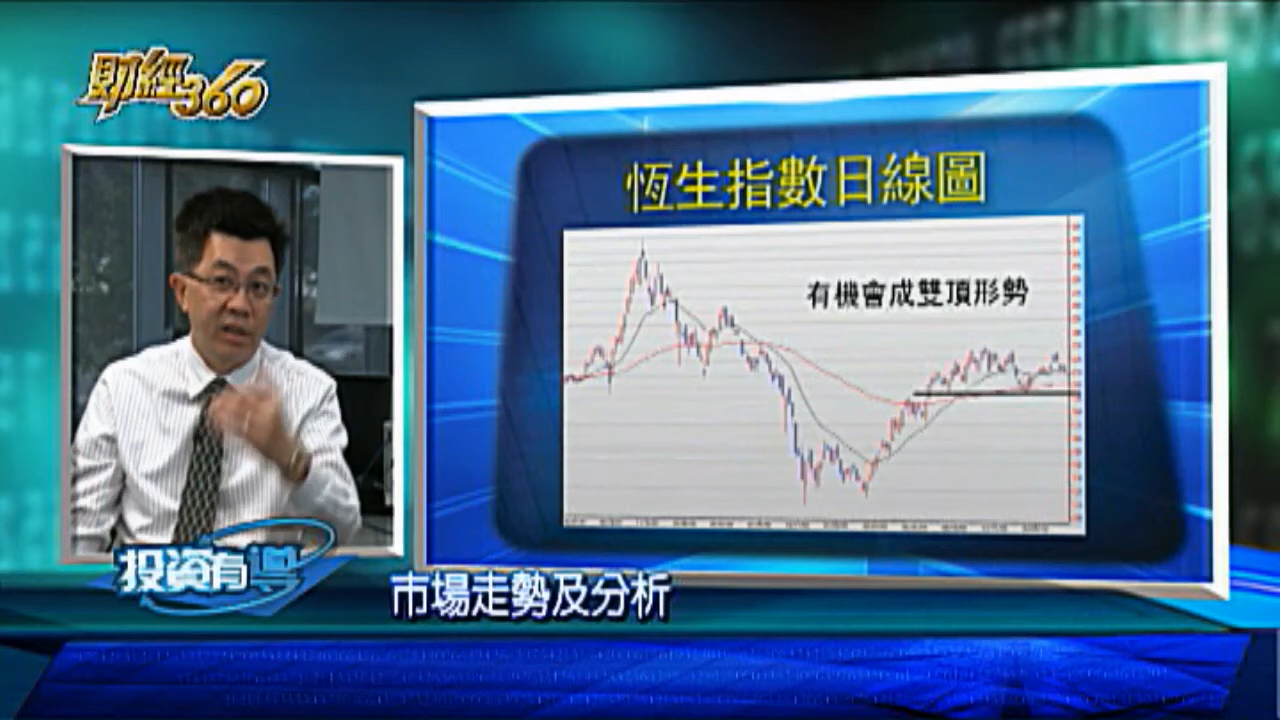 財經360
恆生指數日線圖
有機會成雙頂形勢
投資有導
市場走勢及分析